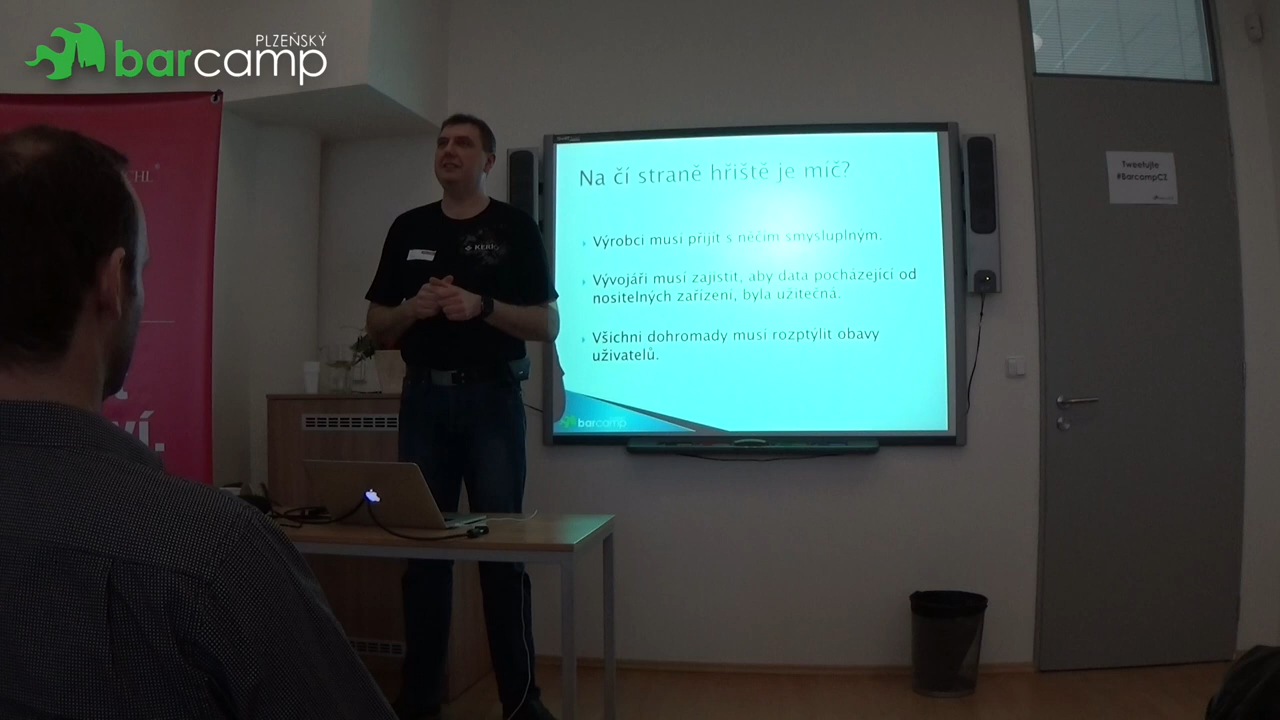 PLZEŇSKÝ
barcamp
Na čí straně hřiště je míč?
Výrobci musí přijít s něčím smysluplným.
Vývojáři musí zajistit, aby data pocházející od
nositelných zařízení, byla užitečná.
Všichni dohromady musí rozptýlit obavy
uživatelů.
barcamp
Tweetujte
#BarcampCZ